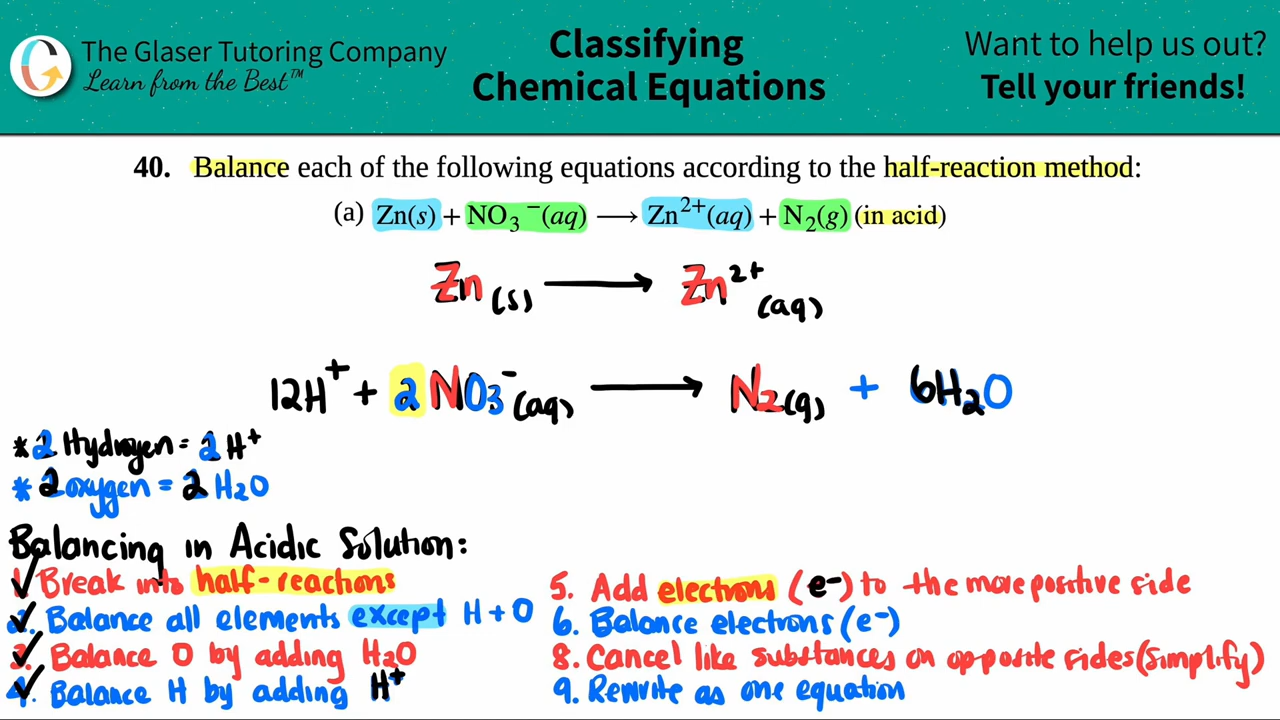 The Glaser Tutoring Company
Learn from the Best™
Classifying
Chemical Equations
Want to help us out?
Tell your friends!
40. Balance each of the following equations according to the half-reaction method:
(a) Zn(s) + NO₃⁻(aq) ⟶ Zn²⁺(aq) + N₂(g) (in acid)
Zn(s) ⟶ Zn²⁺(aq)
12H⁺ + 2NO₃⁻(aq) ⟶ N₂(g) + 6H₂O
* 2 Hydrogen = 2 H⁺
* 2 oxygen = 2 H₂O
Balancing in Acidic Solution:
✓ 1. Break into half-reactions
✓ 2. Balance all elements except H + O
✓ 3. Balance O by adding H₂O
✓ 4. Balance H by adding H⁺
5. Add electrons (e⁻) to the more positive side
6. Balance electrons (e⁻)
8. Cancel like substances on opposite sides (simplify)
9. Rewrite as one equation